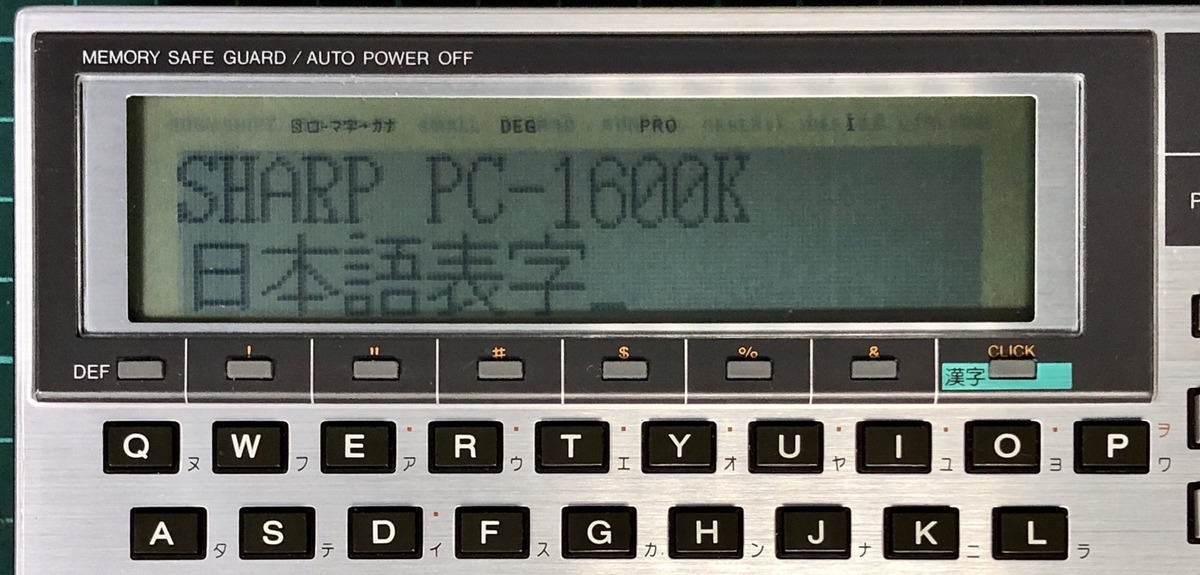 MEMORY SAFE GUARD / AUTO POWER OFF
S ローマ字→カナ DEG PRO I
SHARP PC-1600K
日本語表字_
! " # $ % & CLICK
DEF 漢字
Q W E R T Y U I O P ヲ
ヌ フ ア ウ エ オ ヤ ユ ヨ ワ
A S D F G H J K L
タ テ イ ス カ ン ナ ニ ラ
P